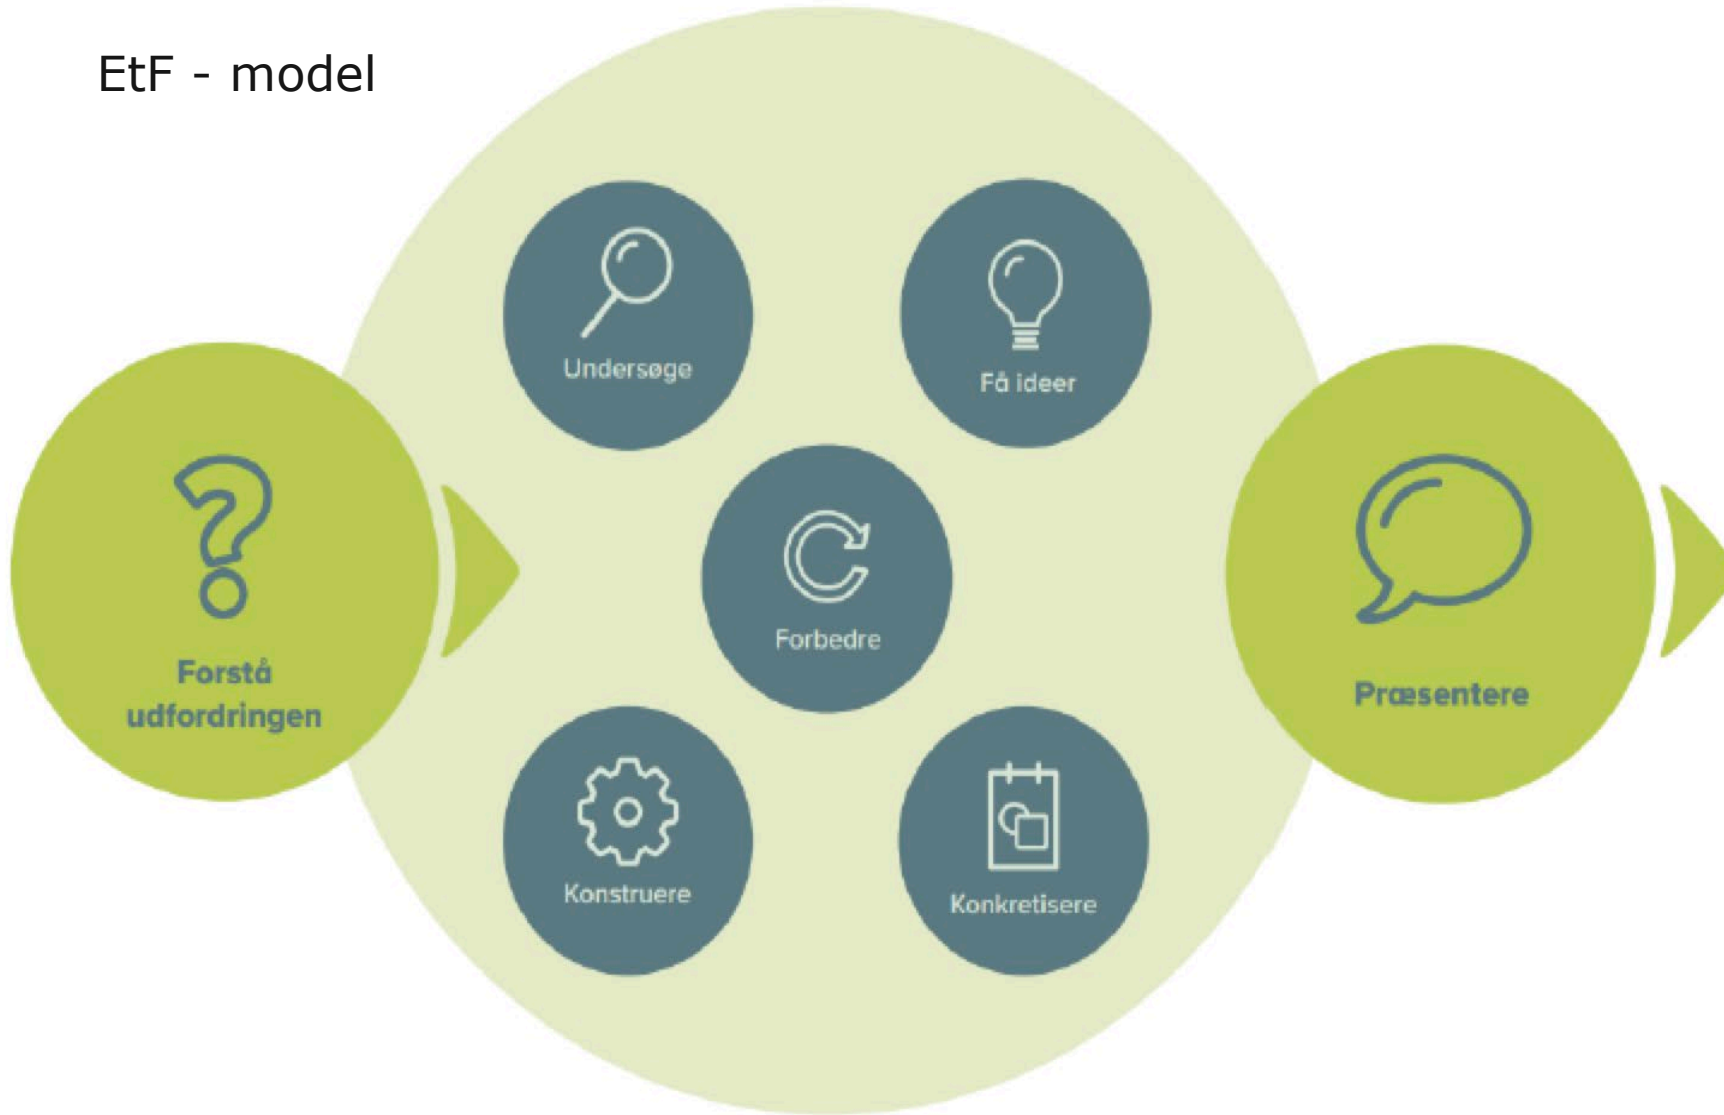 EtF - model
Undersøge
Få ideer
Forbedre
Forstå
udfordringen
Præsentere
Konstruere
Konkretisere